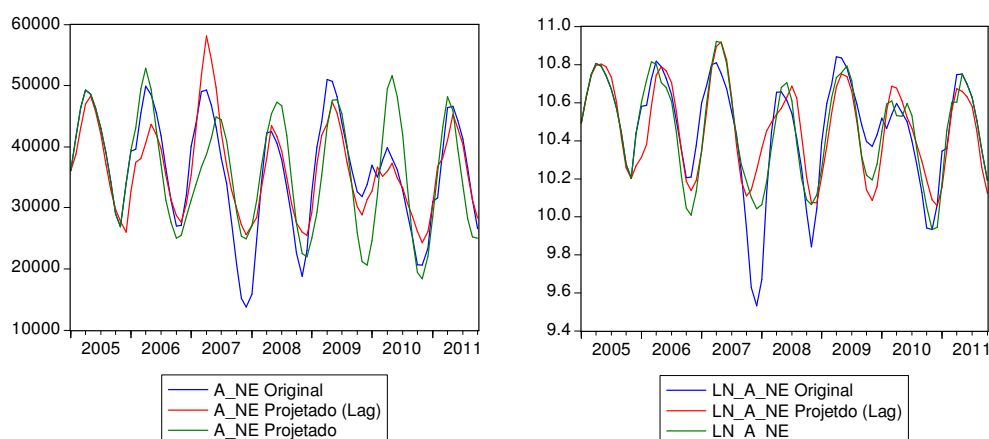 60000
50000
40000
30000
20000
10000
2005 2006 2007 2008 2009 2010 2011
A_NE Original
A_NE Projetado (Lag)
A_NE Projetado
11.0
10.8
10.6
10.4
10.2
10.0
9.8
9.6
9.4
2005 2006 2007 2008 2009 2010 2011
LN_A_NE Original
LN_A_NE Projetdo (Lag)
LN_A_NE